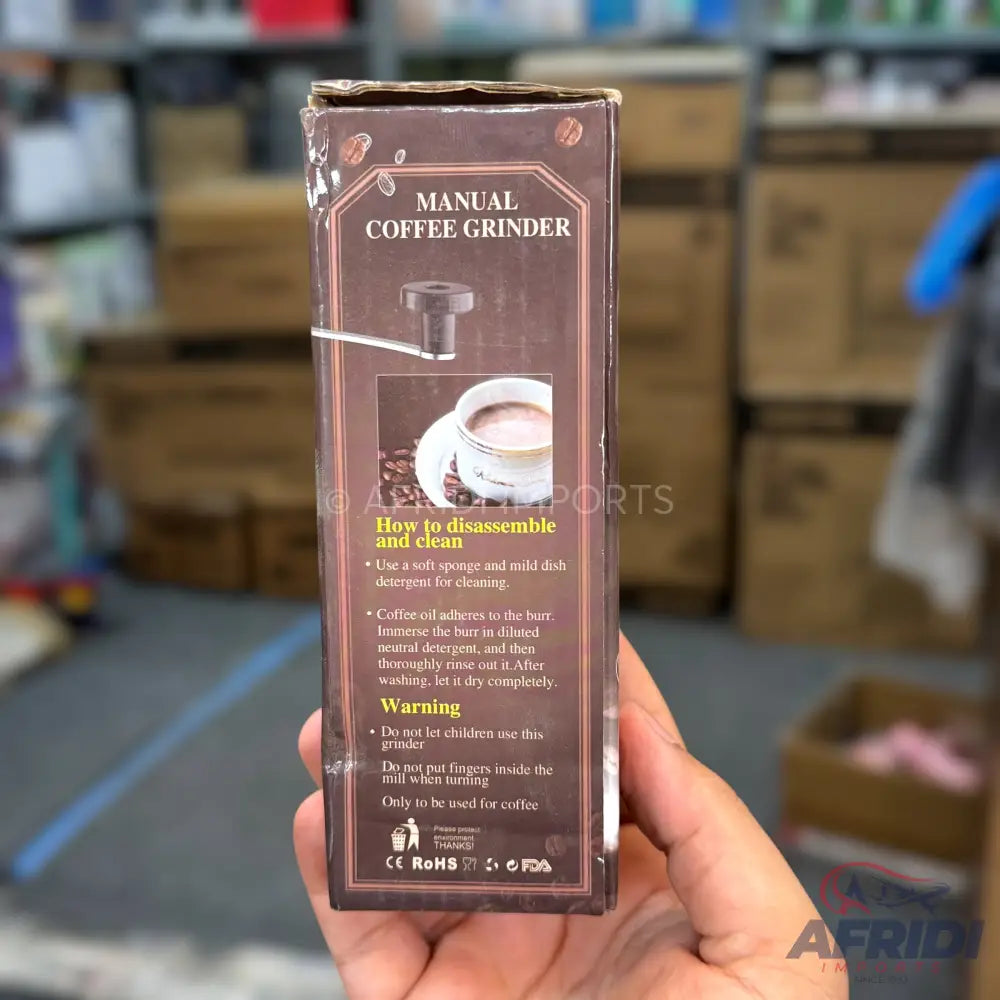 MANUAL
COFFEE GRINDER
© AFRIDI IMPORTS
How to disassemble
and clean
• Use a soft sponge and mild dish
detergent for cleaning.
• Coffee oil adheres to the burr.
Immerse the burr in diluted
neutral detergent, and then
thoroughly rinse out it.After
washing, let it dry completely.
Warning
• Do not let children use this
grinder
Do not put fingers inside the
mill when turning
Only to be used for coffee
Please protect
environment
THANKS!
CE RoHS FDA
AFRIDI
IMPORTS